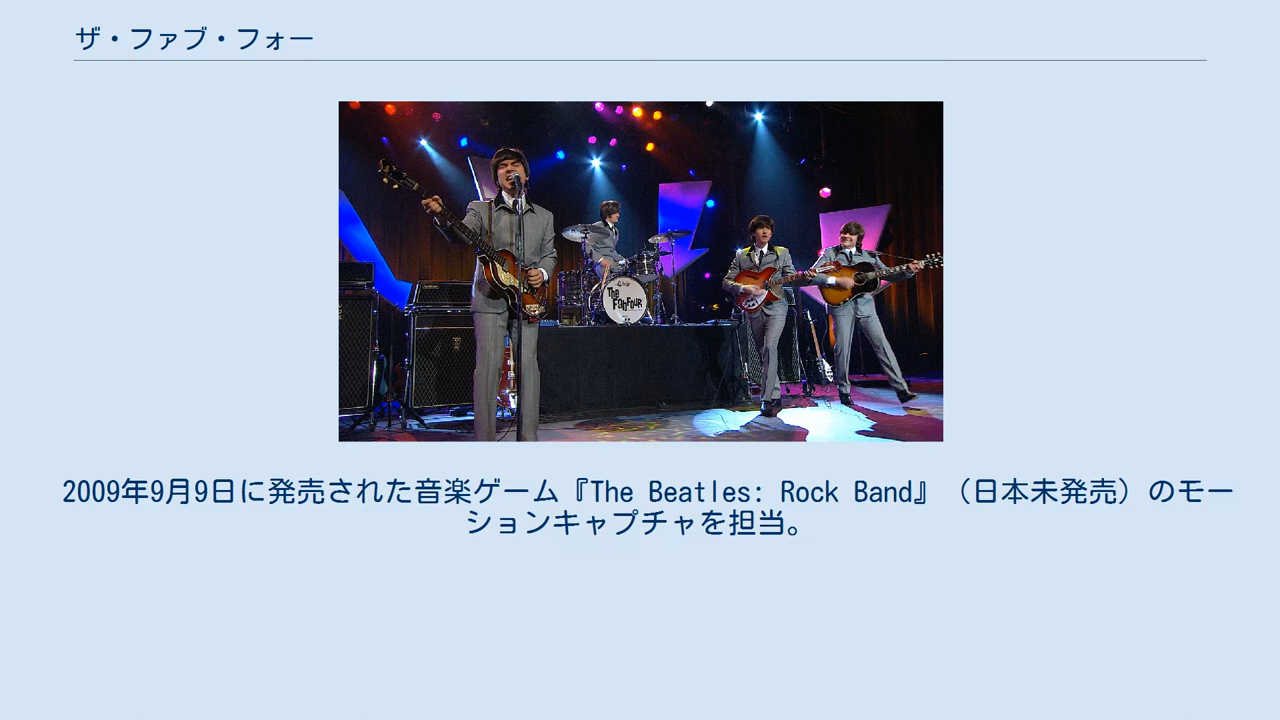 ザ・ファブ・フォー
The
FabFour
2009年9月9日に発売された音楽ゲーム『The Beatles: Rock Band』（日本未発売）のモー
ションキャプチャを担当。